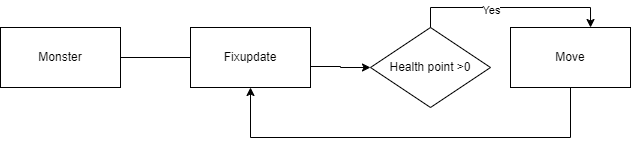 Yes
Monster
Fixupdate
Health point >0
Move